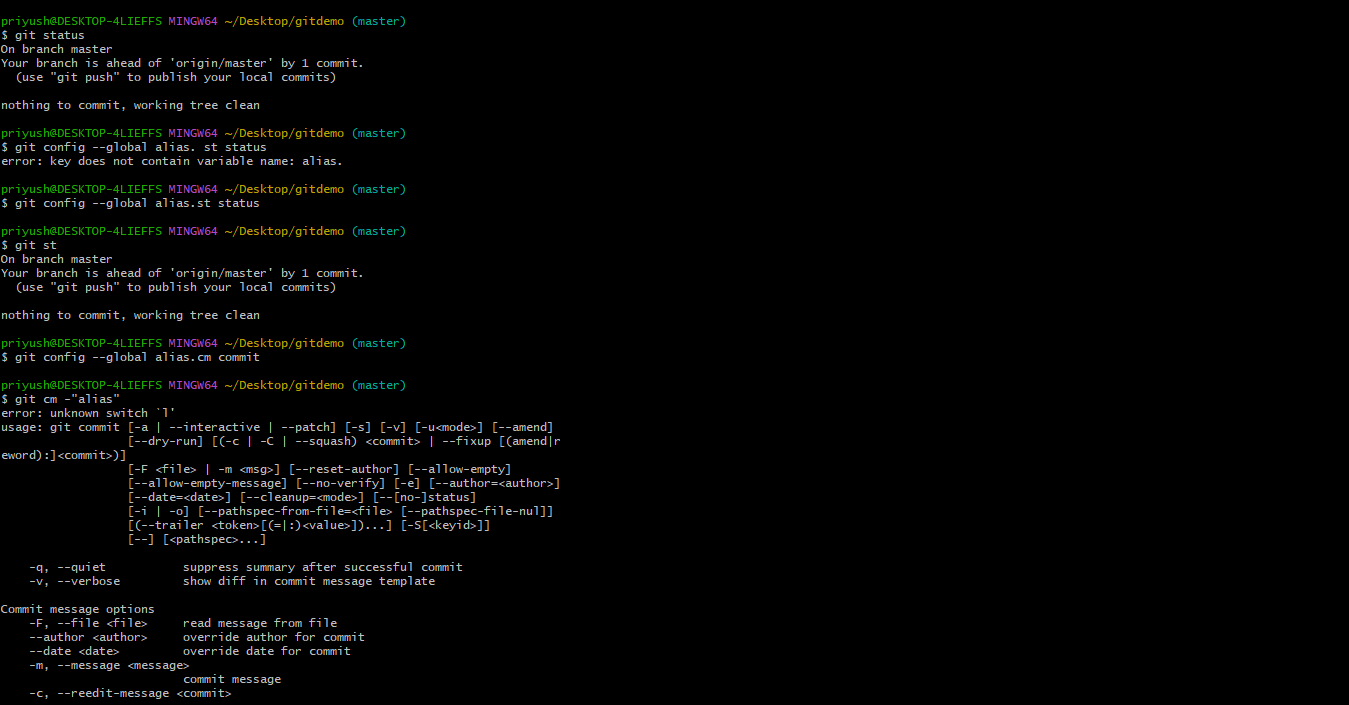 priyush@DESKTOP-4LIEFFS MINGW64 ~/Desktop/gitdemo (master)
$ git status
On branch master
Your branch is ahead of 'origin/master' by 1 commit.
  (use "git push" to publish your local commits)

nothing to commit, working tree clean

priyush@DESKTOP-4LIEFFS MINGW64 ~/Desktop/gitdemo (master)
$ git config --global alias. st status
error: key does not contain variable name: alias.

priyush@DESKTOP-4LIEFFS MINGW64 ~/Desktop/gitdemo (master)
$ git config --global alias.st status

priyush@DESKTOP-4LIEFFS MINGW64 ~/Desktop/gitdemo (master)
$ git st
On branch master
Your branch is ahead of 'origin/master' by 1 commit.
  (use "git push" to publish your local commits)

nothing to commit, working tree clean

priyush@DESKTOP-4LIEFFS MINGW64 ~/Desktop/gitdemo (master)
$ git config --global alias.cm commit

priyush@DESKTOP-4LIEFFS MINGW64 ~/Desktop/gitdemo (master)
$ git cm -"alias"
error: unknown switch `l'
usage: git commit [-a | --interactive | --patch] [-s] [-v] [-u<mode>] [--amend]
                  [--dry-run] [(-c | -C | --squash) <commit> | --fixup [(amend|r
eword):]<commit>)]
                  [-F <file> | -m <msg>] [--reset-author] [--allow-empty]
                  [--allow-empty-message] [--no-verify] [-e] [--author=<author>]
                  [--date=<date>] [--cleanup=<mode>] [--[no-]status]
                  [-i | -o] [--pathspec-from-file=<file> [--pathspec-file-nul]]
                  [(--trailer <token>[(=|:)<value>])...] [-S[<keyid>]]
                  [--] [<pathspec>...]

    -q, --quiet           suppress summary after successful commit
    -v, --verbose         show diff in commit message template

Commit message options
    -F, --file <file>     read message from file
    --author <author>     override author for commit
    --date <date>         override date for commit
    -m, --message <message>
                          commit message
    -c, --reedit-message <commit>